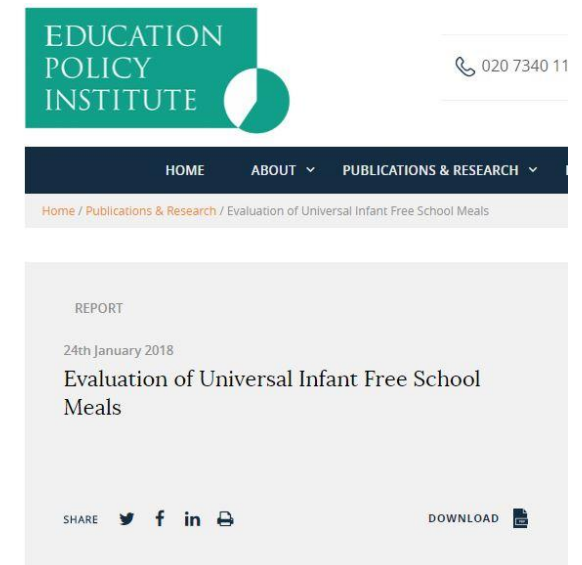 EDUCATION
POLICY
INSTITUTE
020 7340 11
HOME ABOUT PUBLICATIONS & RESEARCH
Home / Publications & Research / Evaluation of Universal Infant Free School Meals
REPORT
24th January 2018
Evaluation of Universal Infant Free School
Meals
SHARE DOWNLOAD